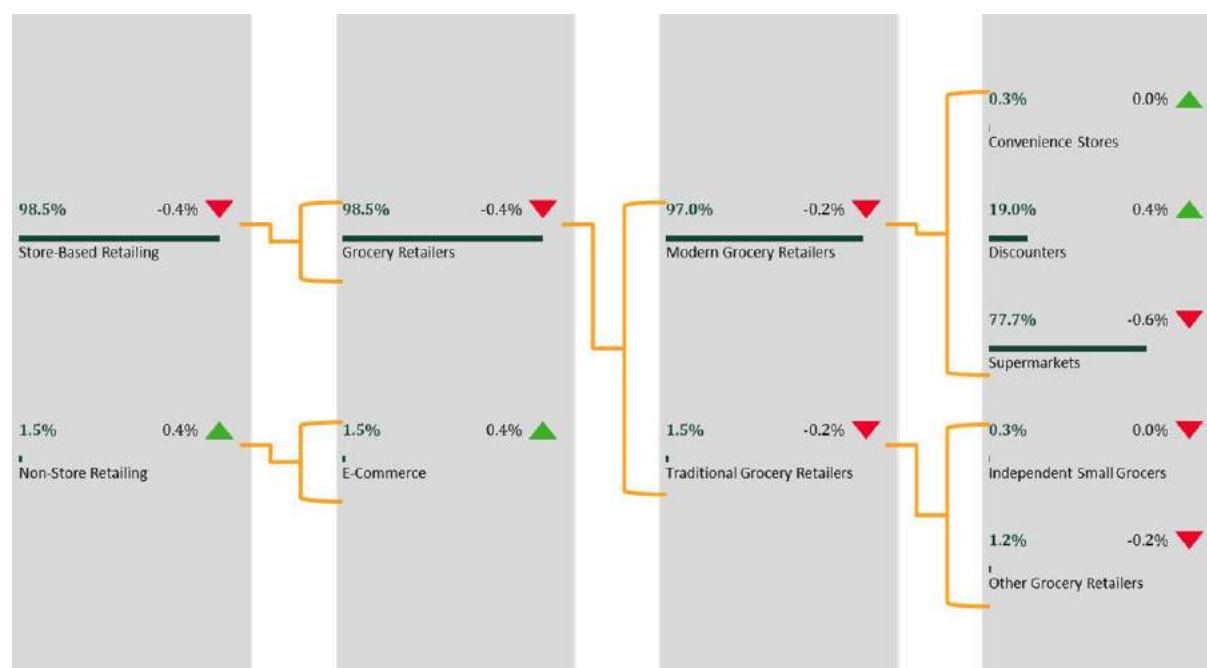 98.5% -0.4%
Store-Based Retailing
1.5% 0.4%
Non-Store Retailing
98.5% -0.4%
Grocery Retailers
1.5% 0.4%
E-Commerce
97.0% -0.2%
Modern Grocery Retailers
1.5% -0.2%
Traditional Grocery Retailers
0.3% 0.0%
Convenience Stores
19.0% 0.4%
Discounters
77.7% -0.6%
Supermarkets
0.3% 0.0%
Independent Small Grocers
1.2% -0.2%
Other Grocery Retailers